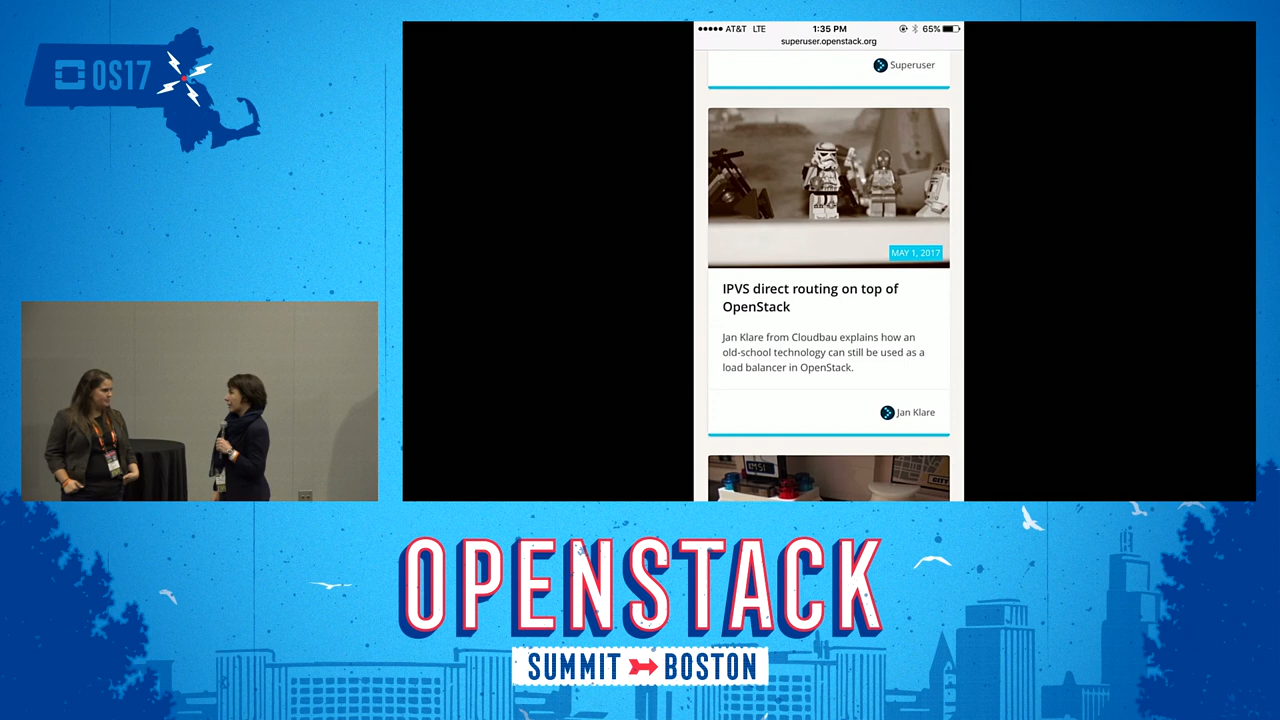 OS17
AT&T LTE 1:35 PM 65%
superuser.openstack.org
Superuser
MAY 1, 2017
IPVS direct routing on top of
OpenStack
Jan Klare from Cloudbau explains how an
old-school technology can still be used as a
load balancer in OpenStack.
Jan Klare
OPENSTACK
SUMMIT BOSTON